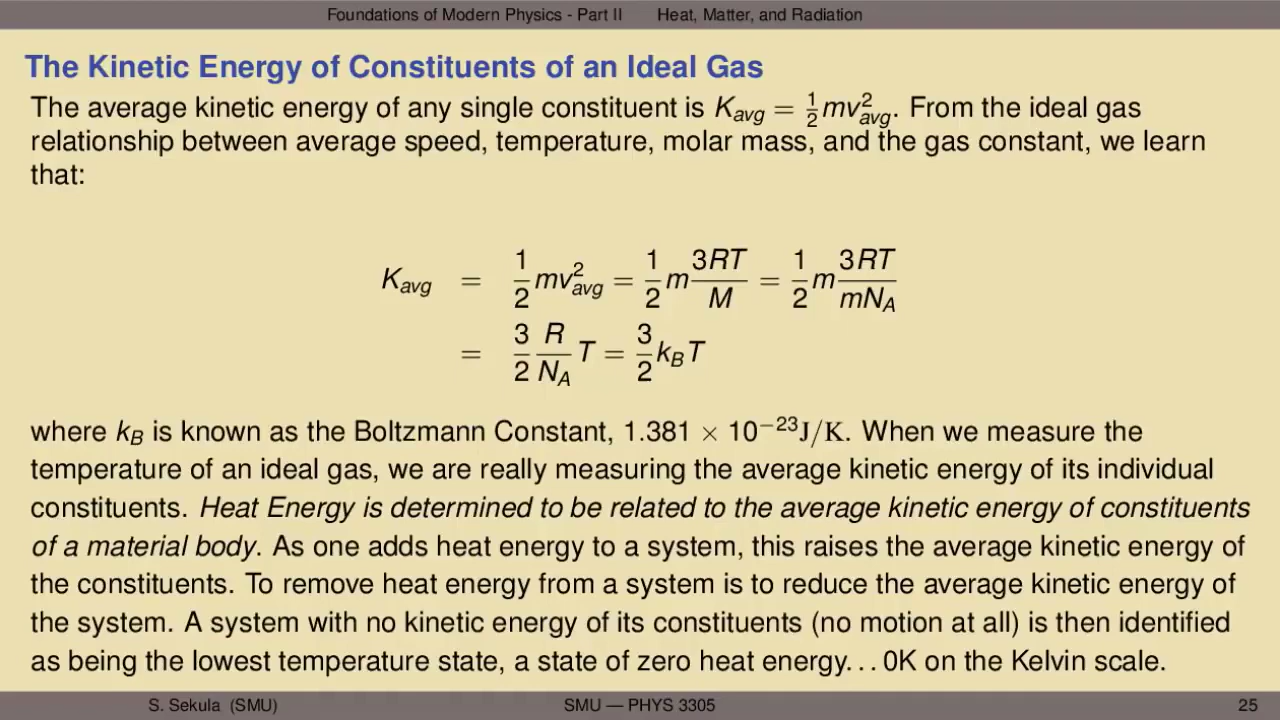 Foundations of Modern Physics - Part II Heat, Matter, and Radiation
The Kinetic Energy of Constituents of an Ideal Gas
The average kinetic energy of any single constituent is K_avg = 1/2 mv²_avg. From the ideal gas
relationship between average speed, temperature, molar mass, and the gas constant, we learn
that:
K_avg = 1/2 mv²_avg = 1/2 m 3RT/M = 1/2 m 3RT/mN_A
= 3/2 R/N_A T = 3/2 k_B T
where k_B is known as the Boltzmann Constant, 1.381 × 10⁻²³J/K. When we measure the
temperature of an ideal gas, we are really measuring the average kinetic energy of its individual
constituents. Heat Energy is determined to be related to the average kinetic energy of constituents
of a material body. As one adds heat energy to a system, this raises the average kinetic energy of
the constituents. To remove heat energy from a system is to reduce the average kinetic energy of
the system. A system with no kinetic energy of its constituents (no motion at all) is then identified
as being the lowest temperature state, a state of zero heat energy...0K on the Kelvin scale.
S. Sekula (SMU) SMU — PHYS 3305 25